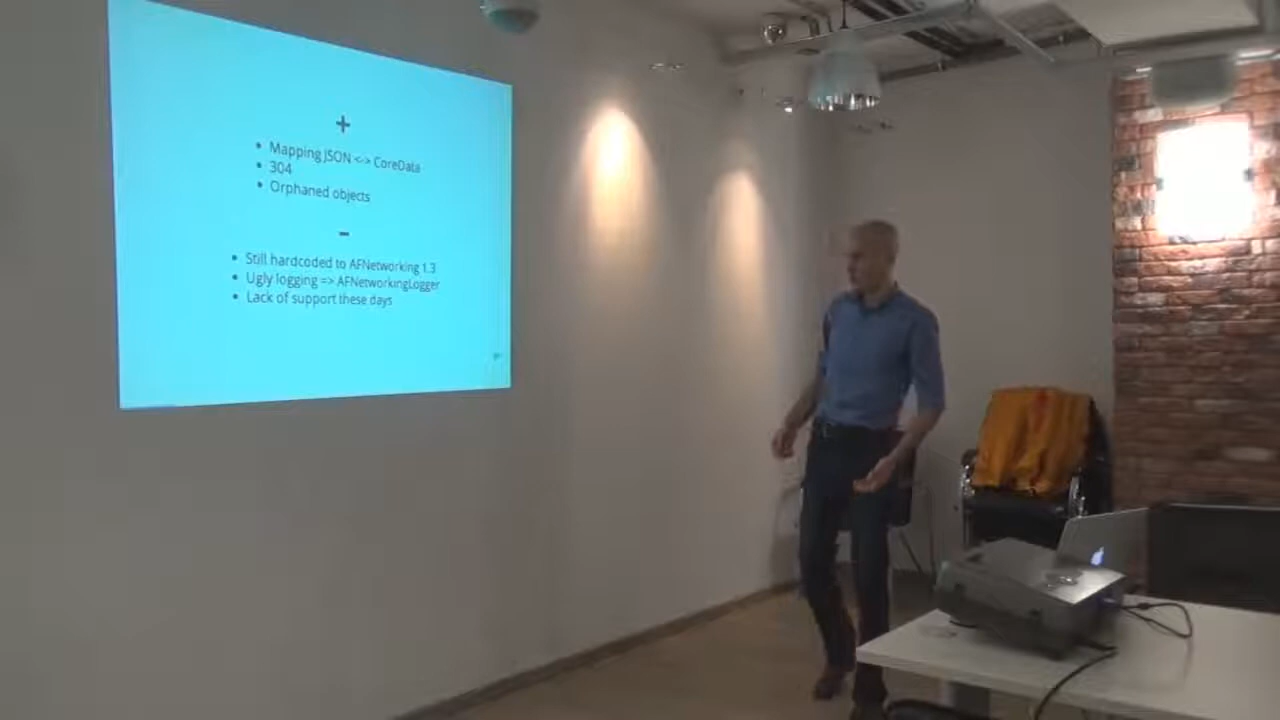 +
• Mapping JSON <-> CoreData
• 304
• Orphaned objects
-
• Still hardcoded to AFNetworking 1.3
• Ugly logging => AFNetworkingLogger
• Lack of support these days